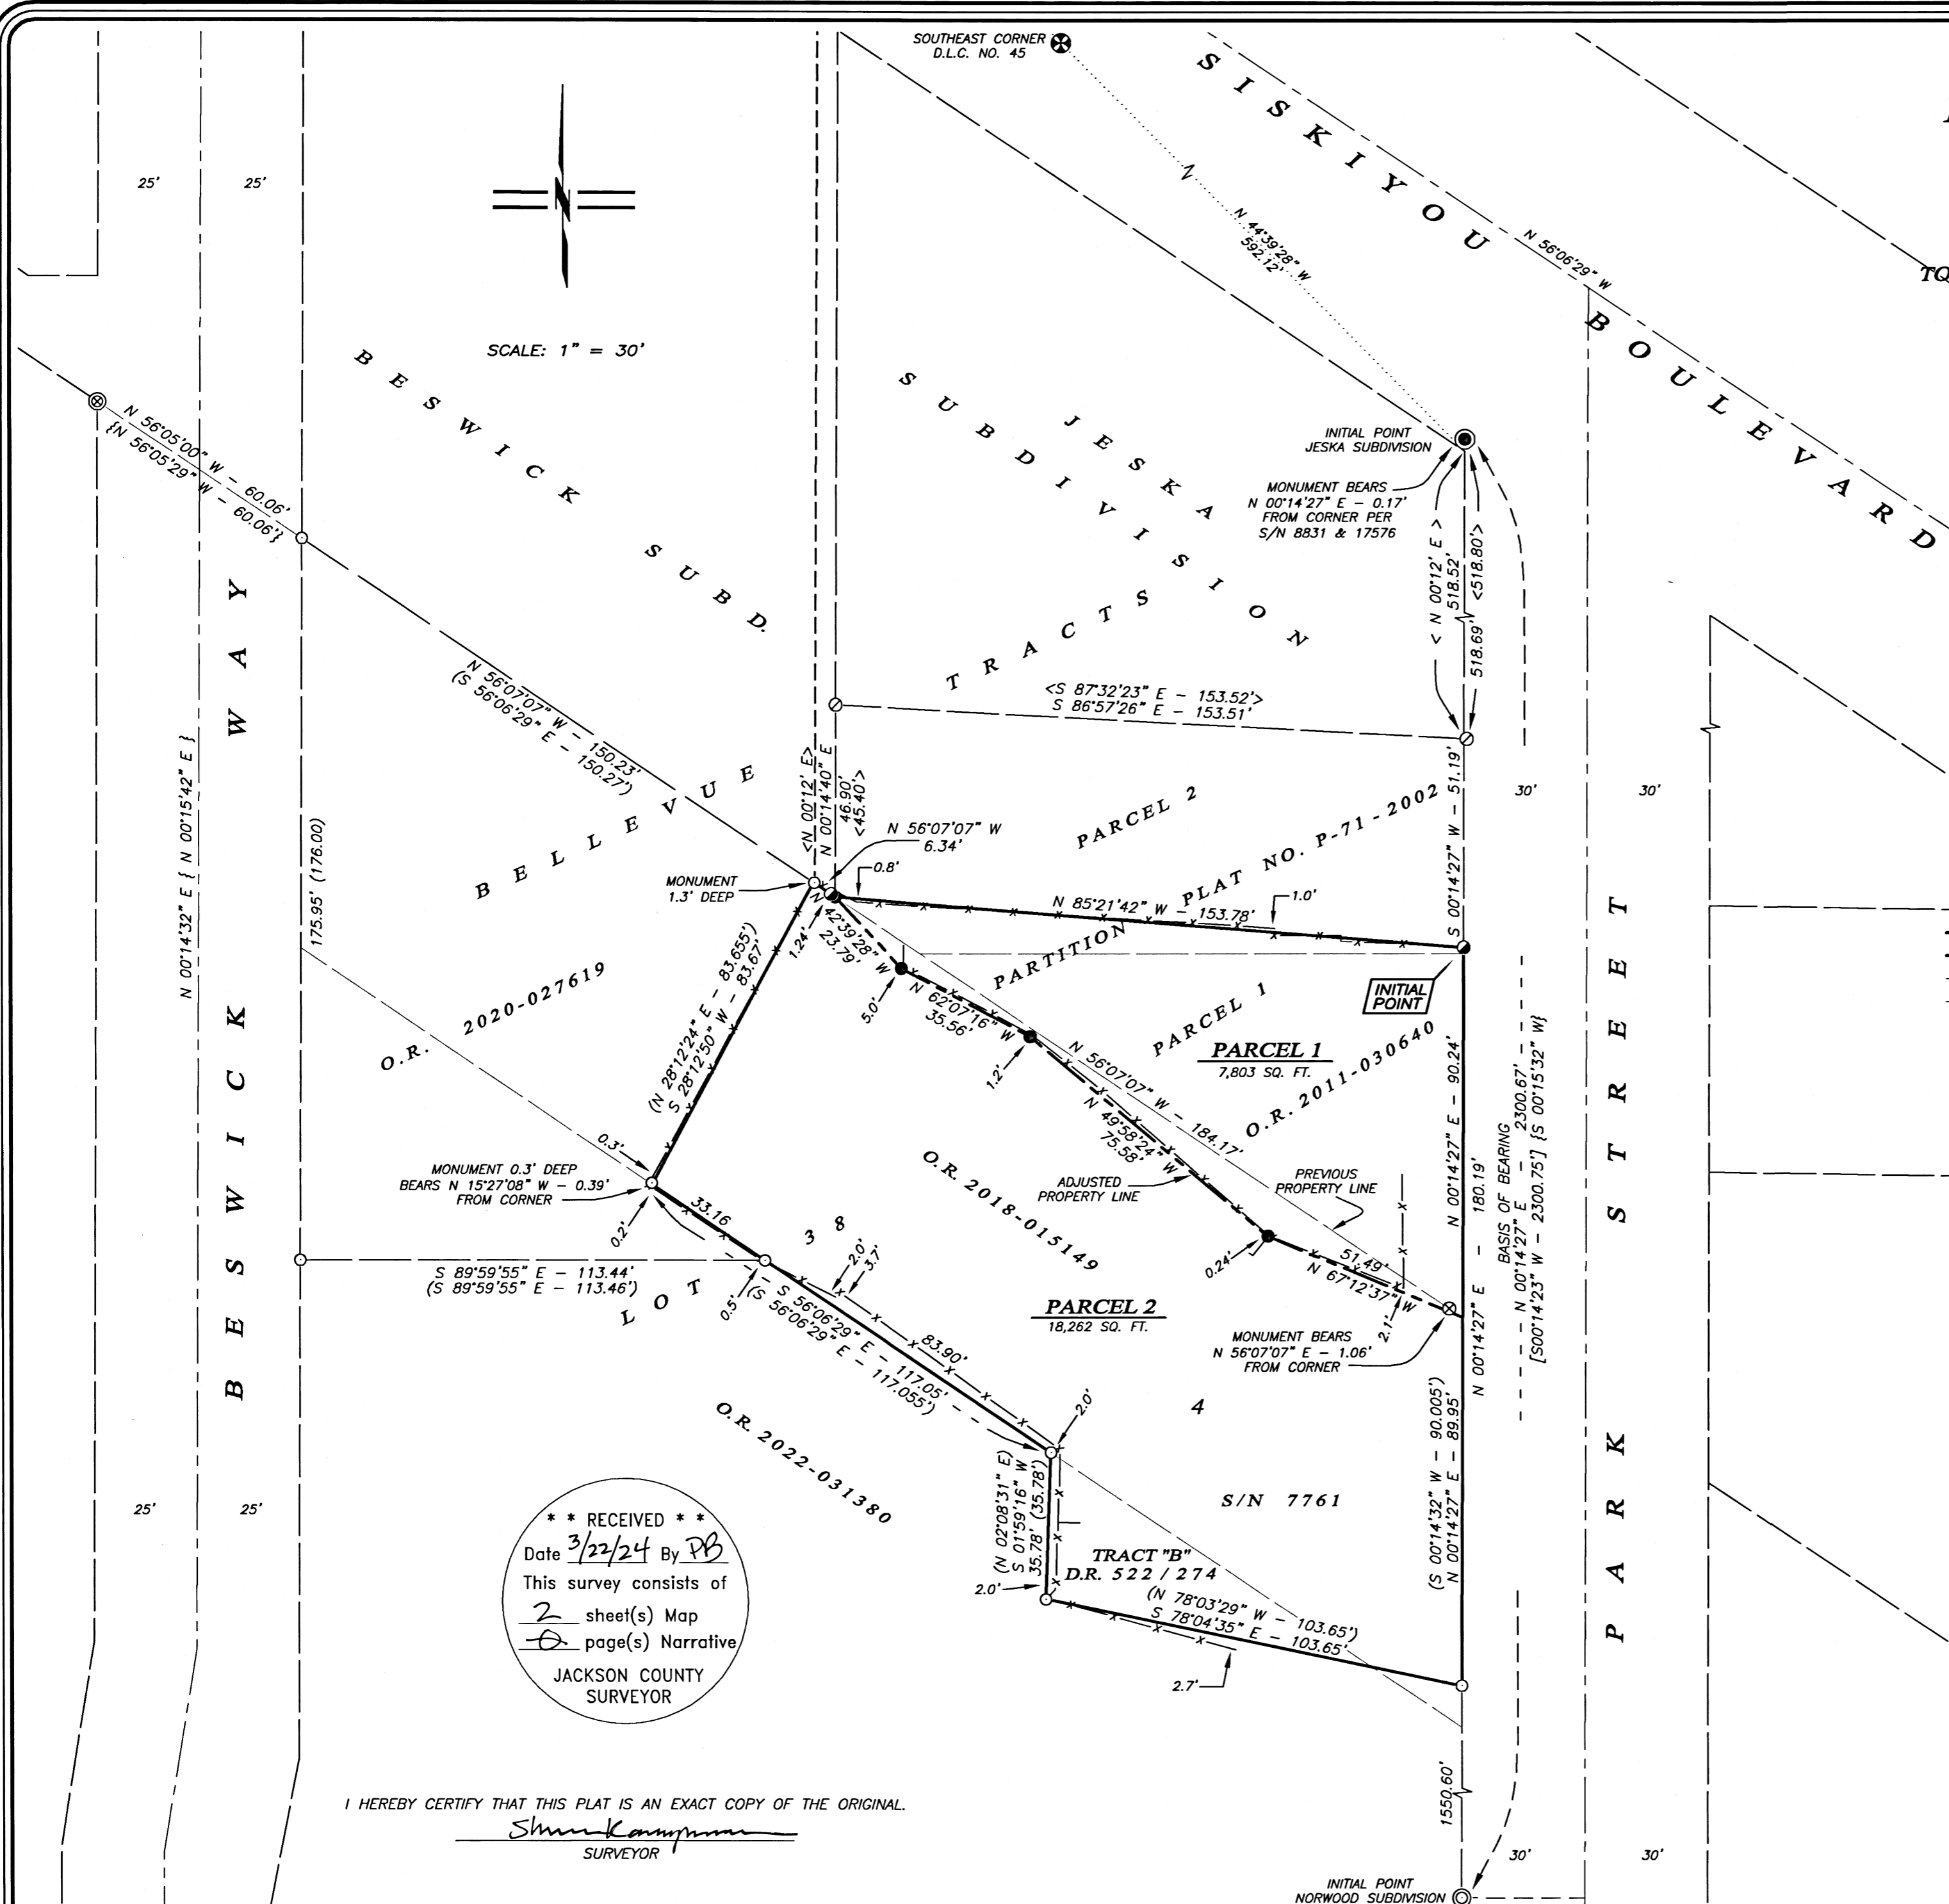 SOUTHEAST CORNER
D.L.C. NO. 45
SISKIYOU
BOULEVARD
N 56°06'29" W
N 44°39'28" W
592.12'
25'
25'
N
SCALE: 1" = 30'
BESWICK
SUBD.
SUBDIVISION
JESKA
TRACTS
INITIAL POINT
JESKA SUBDIVISION
MONUMENT BEARS
N 00°14'27" E – 0.17'
FROM CORNER PER
S/N 8831 & 17576
< N 00°12' E >
518.52'
518.69' <518.80'>
N 56°05'00" W – 60.06'
{N 56°05'29" W – 60.06'}
N 56°07'07" W – 150.23'
(S 56°06'29" E – 150.27')
<S 87°32'23" E – 153.52'>
S 86°57'26" E – 153.51'
S 00°14'27" W – 51.19'
<N 00°12' E>
N 00°14'40" E
46.90'
<45.40'>
N 56°07'07" W
6.34'
0.8'
MONUMENT
1.3' DEEP
PARCEL 2
PARTITION PLAT NO. P-71-2002
PARCEL 1
N 85°21'42" W – 153.78'
1.0'
30'
30'
BELLEVUE
N 00°14'32" E { N 00°15'42" E }
175.95' (176.00)
BESWICK WAY
O.R. 2020-027619
(N 28°12'24" E – 83.655')
S 28°12'50" W – 83.67'
1.24'
N 42°39'28" W
23.79'
5.0'
N 62°07'16" W
35.56'
1.2'
INITIAL
POINT
PARCEL 1
7,803 SQ. FT.
O.R. 2011-030640
N 56°07'07" W – 184.17'
N 49°58'24" W
75.58'
ADJUSTED
PROPERTY LINE
PREVIOUS
PROPERTY LINE
0.24'
51.49'
N 67°12'37" W
2.1'
MONUMENT BEARS
N 56°07'07" E – 1.06'
FROM CORNER
N 00°14'27" E – 90.24'
N 00°14'27" E – 180.19'
BASIS OF BEARING
N 00°14'27" E – 2300.67'
[S00°14'23" W – 2300.75'] {S 00°15'32" W}
PARK STREET
0.3'
MONUMENT 0.3' DEEP
BEARS N 15°27'08" W – 0.39'
FROM CORNER
0.2'
33.16
O.R. 2018-015149
LOT 38
2.0'
3.7'
S 89°59'55" E – 113.44'
(S 89°59'55" E – 113.46')
0.5'
S 56°06'29" E – 117.05'
(S 56°06'29" E – 117.055')
83.90'
PARCEL 2
18,262 SQ. FT.
4
2.0'
(S 00°14'32" W – 90.005')
N 00°14'27" E – 89.95'
O.R. 2022-031380
(N 02°08'31" E)
S 01°59'16" W
35.78' (35.78')
2.0'
S/N 7761
TRACT "B"
D.R. 522 / 274
(N 78°03'29" W – 103.65')
S 78°04'35" E – 103.65'
2.7'
25'
25'
* * RECEIVED * *
Date 3/22/24 By PB
This survey consists of
2 sheet(s) Map
0 page(s) Narrative
JACKSON COUNTY
SURVEYOR
I HEREBY CERTIFY THAT THIS PLAT IS AN EXACT COPY OF THE ORIGINAL.
SURVEYOR
1550.60'
30'
30'
INITIAL POINT
NORWOOD SUBDIVISION